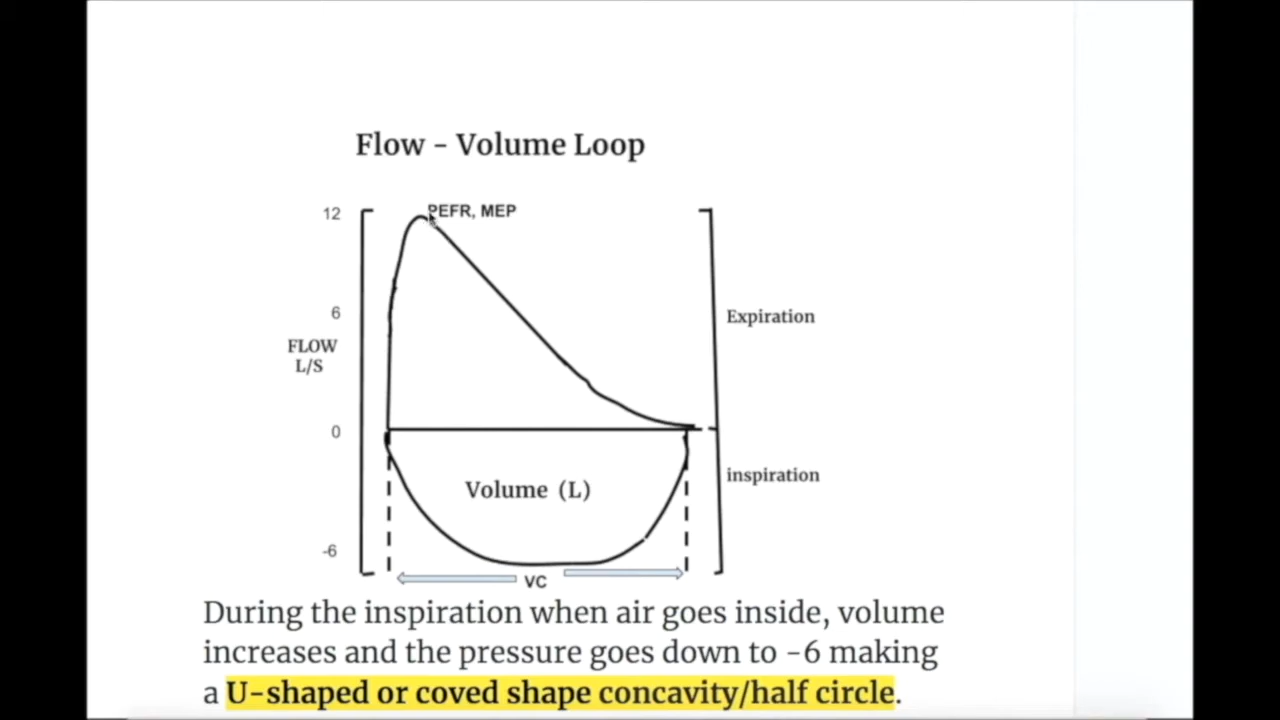 Flow - Volume Loop
12
PEFR, MEP
6
Expiration
FLOW
L/S
0
inspiration
Volume (L)
-6
VC
During the inspiration when air goes inside, volume
increases and the pressure goes down to -6 making
a U-shaped or coved shape concavity/half circle.